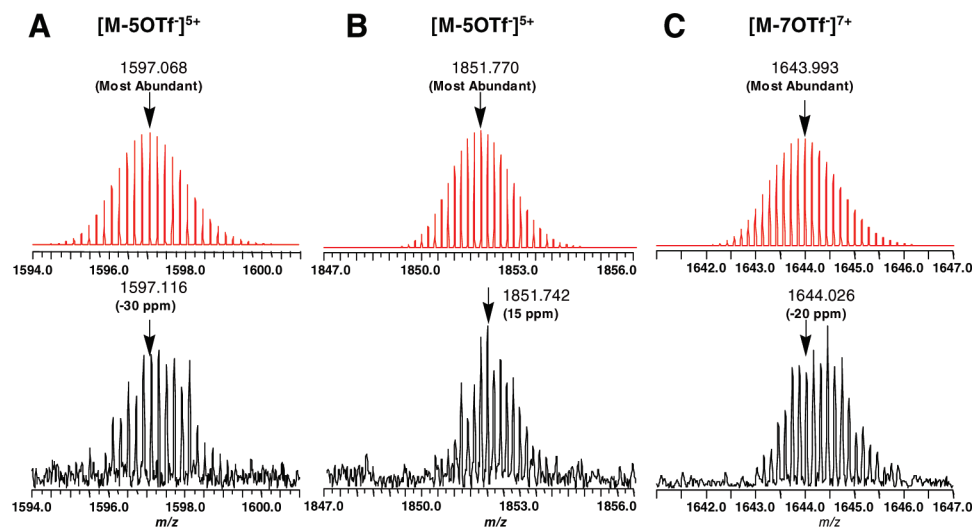 A [M-5OTf⁻]⁵⁺
1597.068
(Most Abundant)
1594.0 1596.0 1598.0 1600.0
1597.116
(-30 ppm)
1594.0 1596.0 1598.0 1600.0
m/z
B [M-5OTf⁻]⁵⁺
1851.770
(Most Abundant)
1847.0 1850.0 1853.0 1856.0
1851.742
(15 ppm)
1847.0 1850.0 1853.0 1856.0
m/z
C [M-7OTf⁻]⁷⁺
1643.993
(Most Abundant)
1642.0 1643.0 1644.0 1645.0 1646.0 1647.0
1644.026
(-20 ppm)
1642.0 1643.0 1644.0 1645.0 1646.0 1647.0
m/z